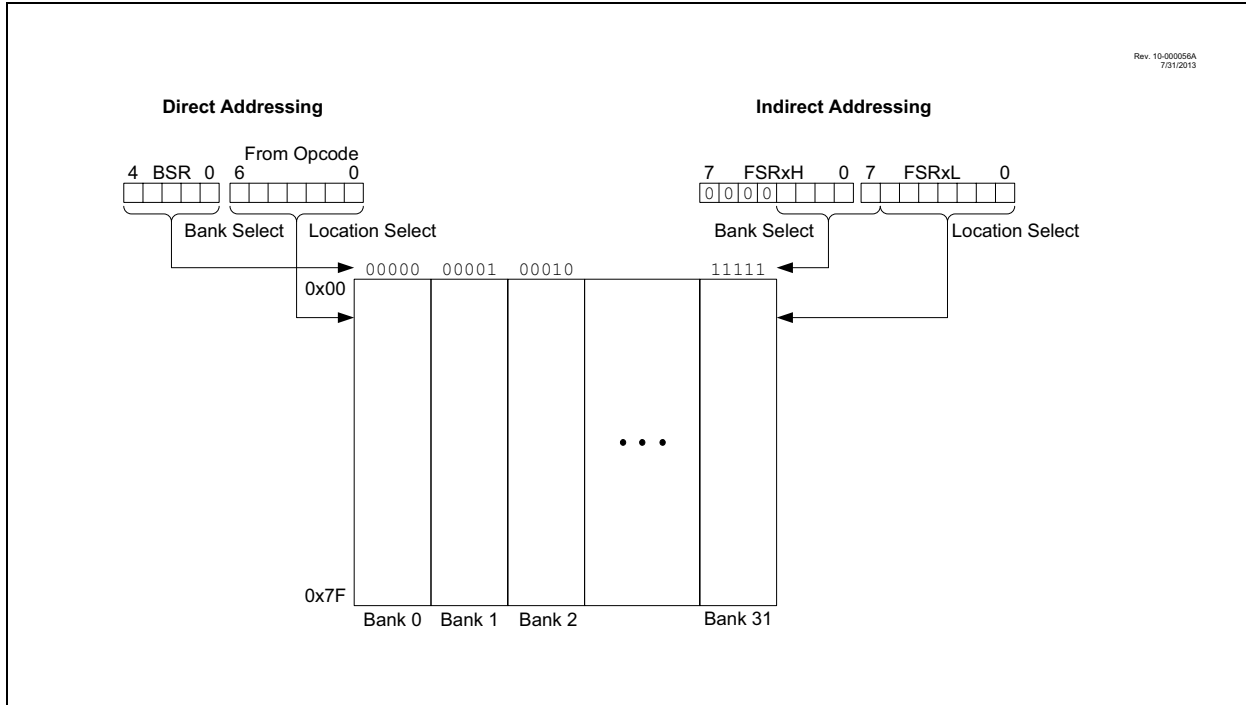 Rev. 10-000056A
7/31/2013
Direct Addressing
Indirect Addressing
From Opcode
4 BSR 0 6 0
7 FSRxH 0 7 FSRxL 0
0 0 0 0
Bank Select Location Select
Bank Select Location Select
00000 00001 00010 11111
0x00
• • •
0x7F
Bank 0 Bank 1 Bank 2 Bank 31